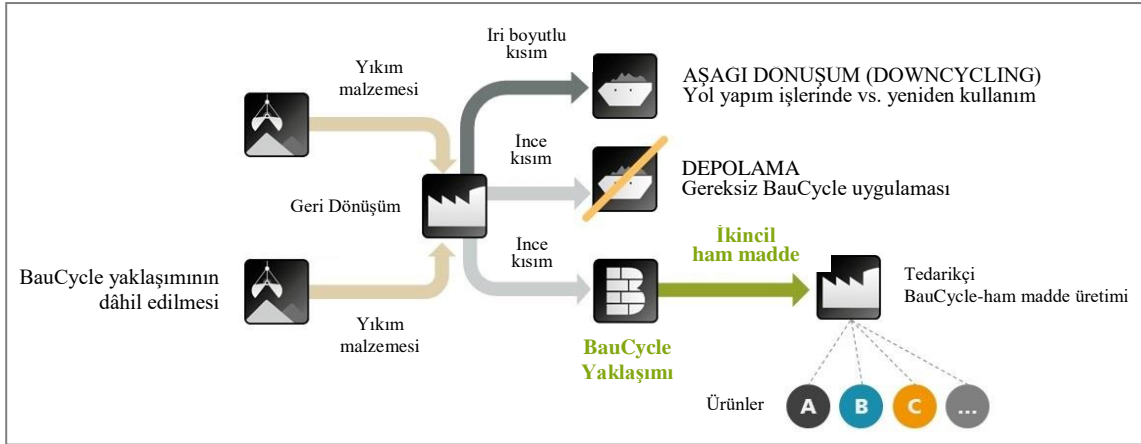 Iri boyutlu
kısım
Yıkım
malzemesi
AŞAGI DONUŞUM (DOWNCYCLING)
Yol yapım işlerinde vs. yeniden kullanım
Ince
kısım
DEPOLAMA
Gereksiz BauCycle uygulaması
Geri Dönüşüm
Ince
kısım
İkincil
ham madde
BauCycle yaklaşımının
dâhil edilmesi
Tedarikçi
BauCycle-ham madde üretimi
Yıkım
malzemesi
BauCycle
Yaklaşımı
Ürünler
A
B
C
...